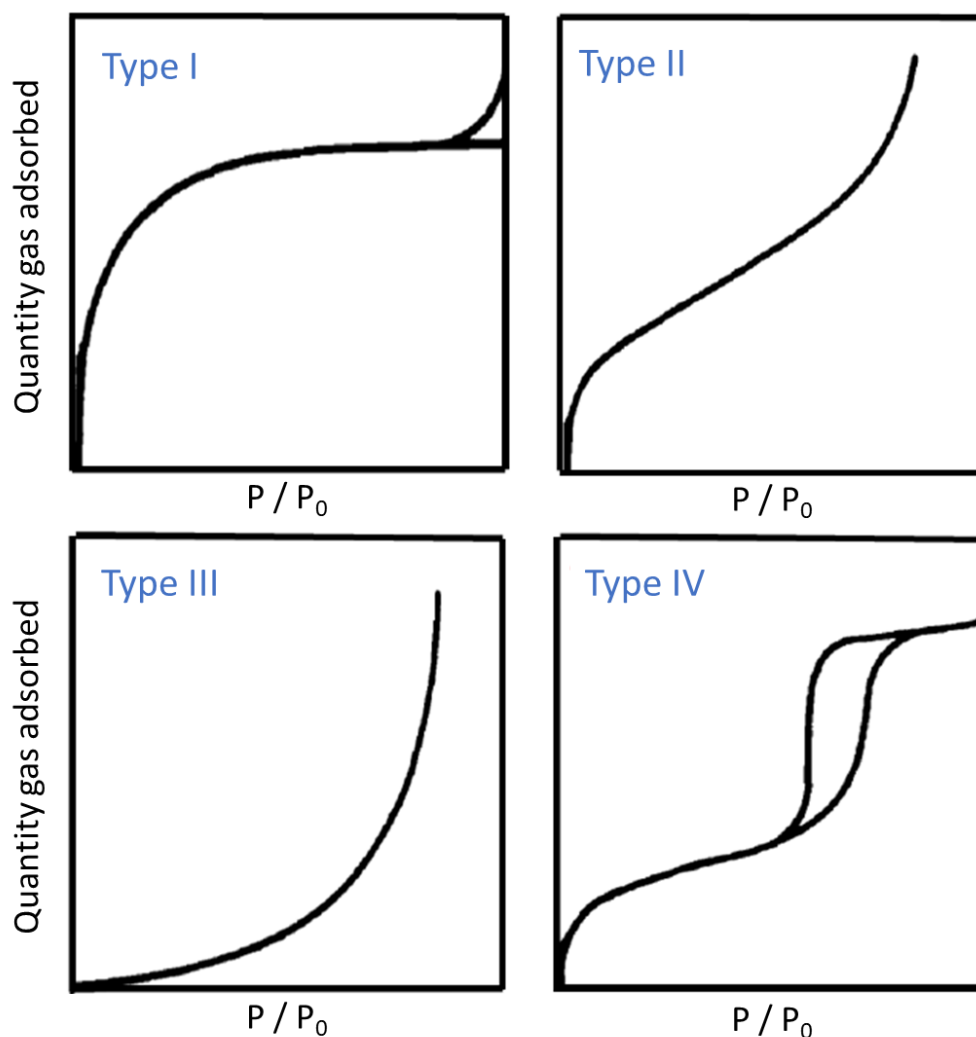 Type I
Quantity gas adsorbed
P / P₀
Type II
P / P₀
Type III
Quantity gas adsorbed
P / P₀
Type IV
P / P₀